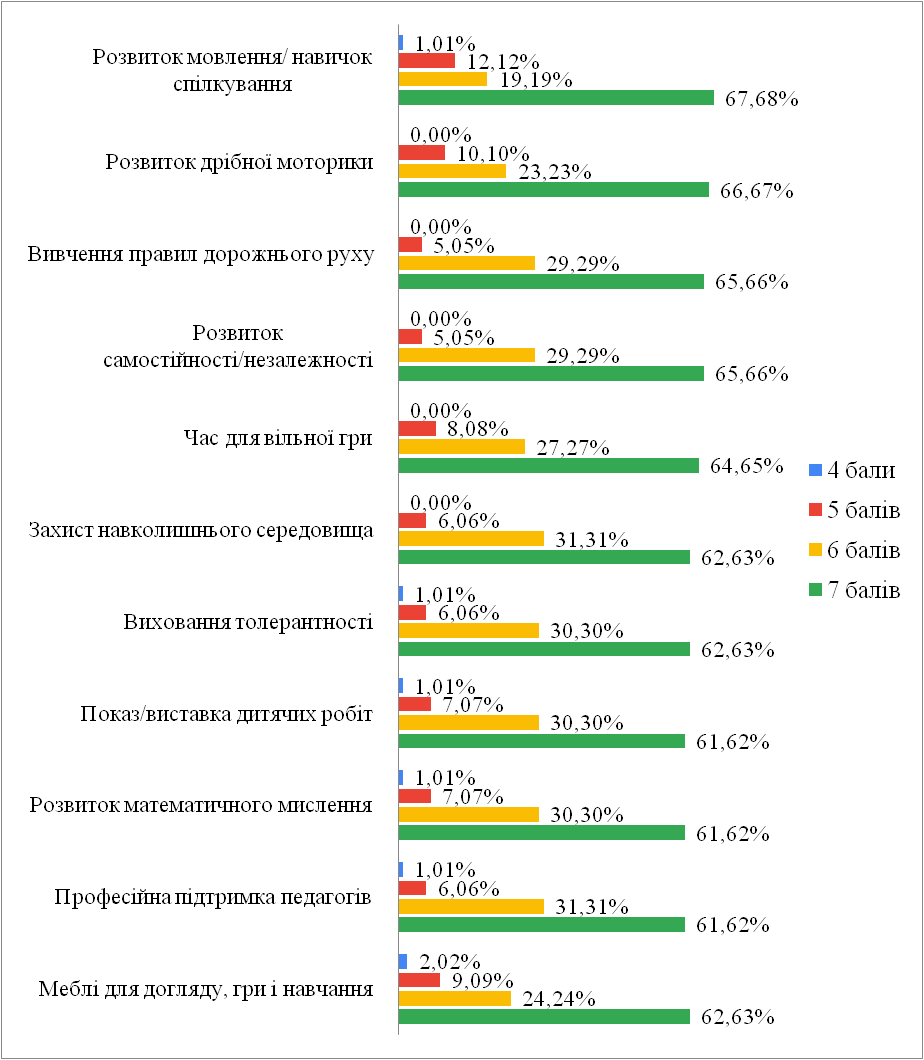 1,01%
Розвиток мовлення/ навичок
12,12%
спілкування
19,19%
67,68%
0,00%
Розвиток дрібної моторики
10,10%
23,23%
66,67%
0,00%
Вивчення правил дорожнього руху
5,05%
29,29%
65,66%
0,00%
Розвиток
5,05%
самостійності/незалежності
29,29%
65,66%
0,00%
Час для вільної гри
8,08%
27,27%
64,65%
4 бали
5 балів
6 балів
7 балів
0,00%
Захист навколишнього середовища
6,06%
31,31%
62,63%
1,01%
Виховання толерантності
6,06%
30,30%
62,63%
1,01%
Показ/виставка дитячих робіт
7,07%
30,30%
61,62%
1,01%
Розвиток математичного мислення
7,07%
30,30%
61,62%
1,01%
Професійна підтримка педагогів
6,06%
31,31%
61,62%
2,02%
Меблі для догляду, гри і навчання
9,09%
24,24%
62,63%